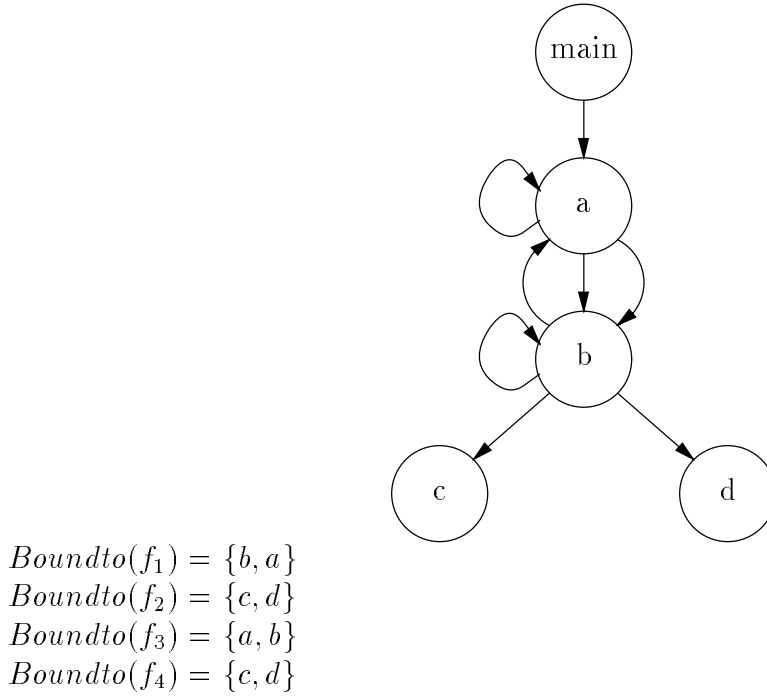 main
a
b
c
d
Boundto(f₁) = {b, a}
Boundto(f₂) = {c, d}
Boundto(f₃) = {a, b}
Boundto(f₄) = {c, d}